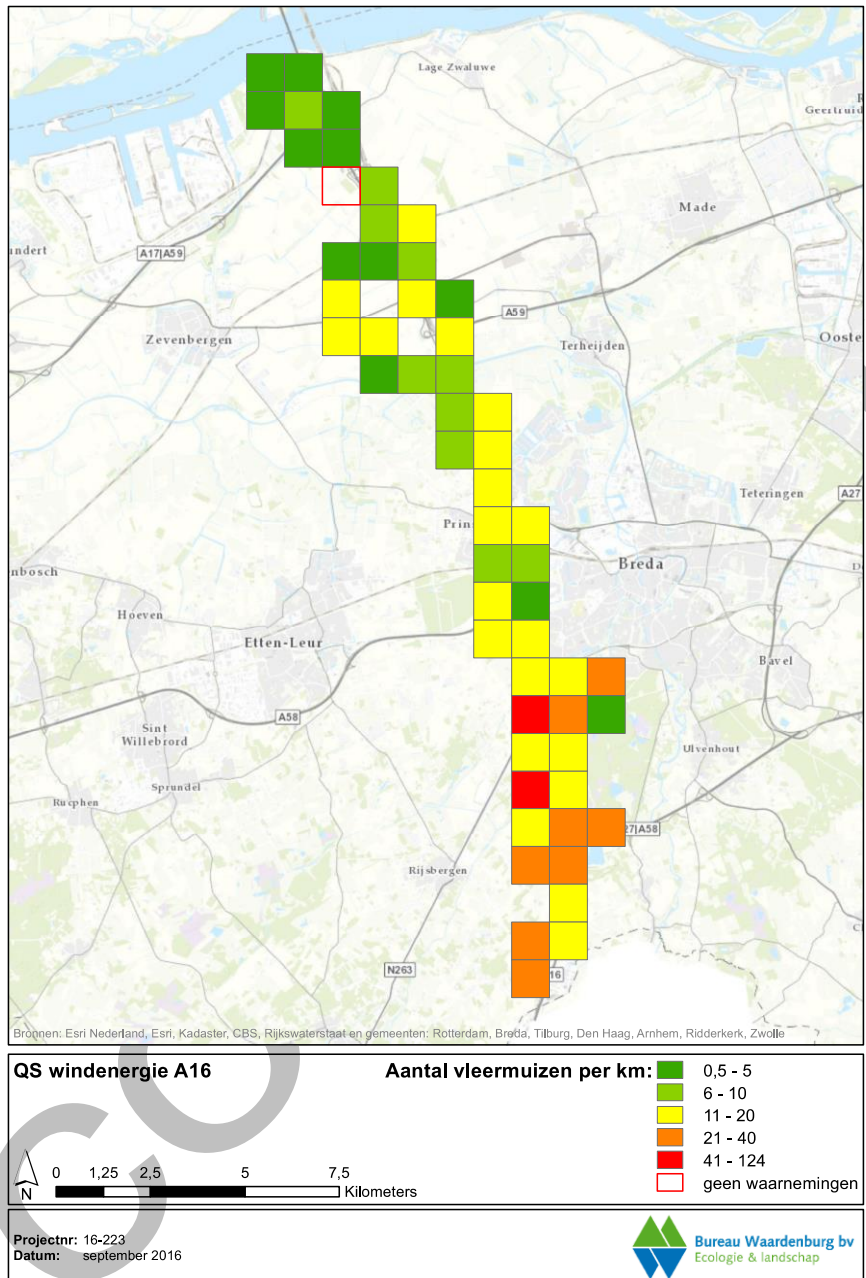 Lage Zwaluwe
Geertruid
Made
ndert
A17|A59
A59
Zevenbergen
Terheijden
Ooste
Teteringen
A27
Prins
Breda
nbosch
Hoeven
Etten-Leur
Bavel
A58
Sint
Willebrord
Ulvenhout
Sprundel
Rucphen
27|A58
Rijsbergen
N263
16
Bronnen: Esri Nederland, Esri, Kadaster, CBS, Rijkswaterstaat en gemeenten: Rotterdam, Breda, Tilburg, Den Haag, Arnhem, Ridderkerk, Zwolle
QS windenergie A16
Aantal vleermuizen per km:
0,5 - 5
6 - 10
11 - 20
21 - 40
41 - 124
geen waarnemingen
N
0 1,25 2,5 5 7,5
Kilometers
Projectnr: 16-223
Datum: september 2016
Bureau Waardenburg bv
Ecologie & landschap